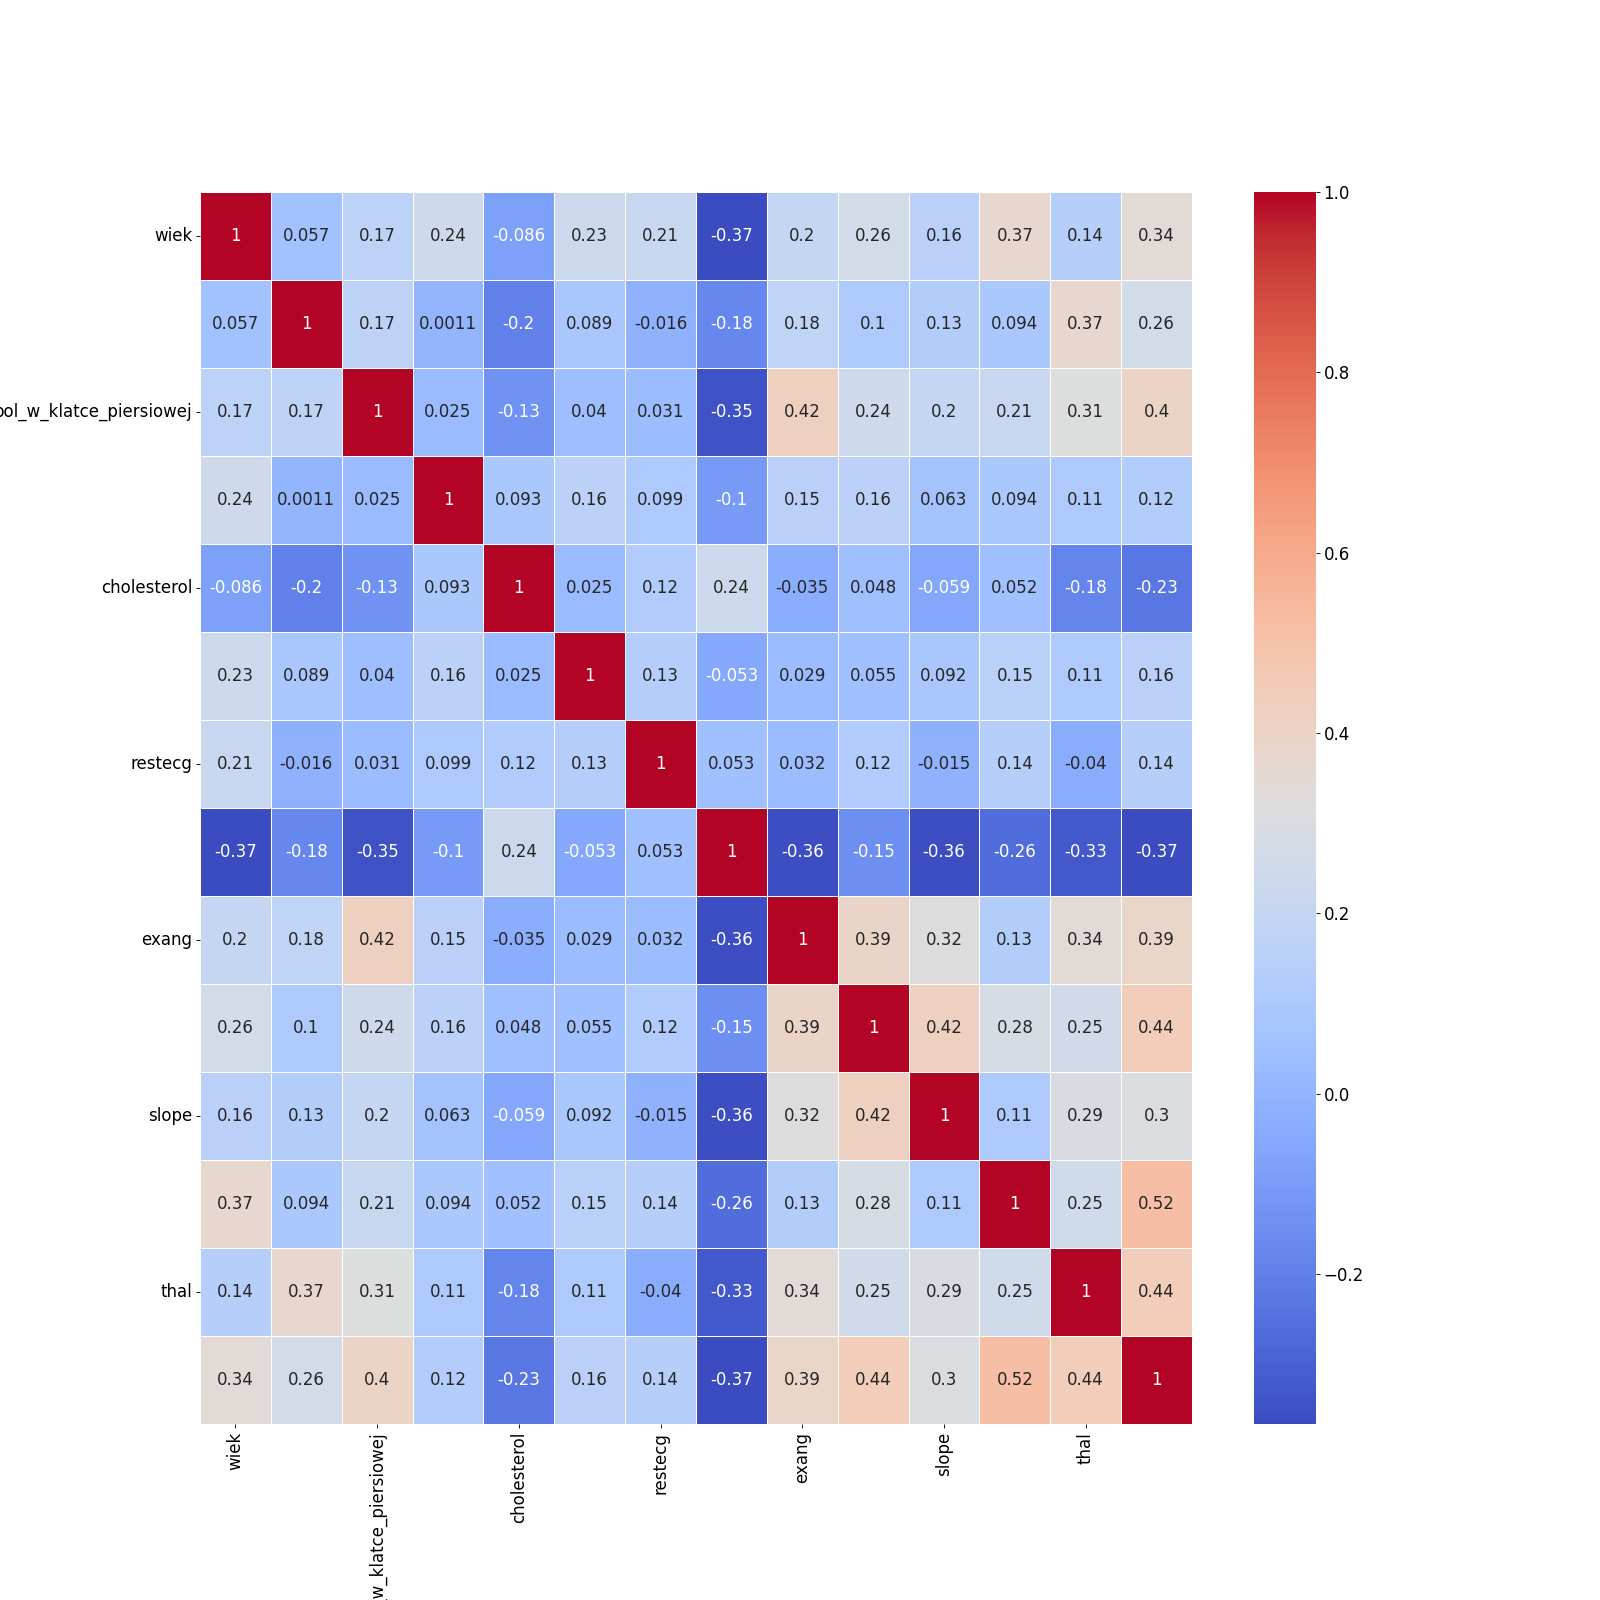 wiek 1 0.057 0.17 0.24 -0.086 0.23 0.21 -0.37 0.2 0.26 0.16 0.37 0.14 0.34
0.057 1 0.17 0.0011 -0.2 0.089 -0.016 -0.18 0.18 0.1 0.13 0.094 0.37 0.26
ool_w_klatce_piersiowej 0.17 0.17 1 0.025 -0.13 0.04 0.031 -0.35 0.42 0.24 0.2 0.21 0.31 0.4
0.24 0.0011 0.025 1 0.093 0.16 0.099 -0.1 0.15 0.16 0.063 0.094 0.11 0.12
cholesterol -0.086 -0.2 -0.13 0.093 1 0.025 0.12 0.24 -0.035 0.048 -0.059 0.052 -0.18 -0.23
0.23 0.089 0.04 0.16 0.025 1 0.13 -0.053 0.029 0.055 0.092 0.15 0.11 0.16
restecg 0.21 -0.016 0.031 0.099 0.12 0.13 1 0.053 0.032 0.12 -0.015 0.14 -0.04 0.14
-0.37 -0.18 -0.35 -0.1 0.24 -0.053 0.053 1 -0.36 -0.15 -0.36 -0.26 -0.33 -0.37
exang 0.2 0.18 0.42 0.15 -0.035 0.029 0.032 -0.36 1 0.39 0.32 0.13 0.34 0.39
0.26 0.1 0.24 0.16 0.048 0.055 0.12 -0.15 0.39 1 0.42 0.28 0.25 0.44
slope 0.16 0.13 0.2 0.063 -0.059 0.092 -0.015 -0.36 0.32 0.42 1 0.11 0.29 0.3
0.37 0.094 0.21 0.094 0.052 0.15 0.14 -0.26 0.13 0.28 0.11 1 0.25 0.52
thal 0.14 0.37 0.31 0.11 -0.18 0.11 -0.04 -0.33 0.34 0.25 0.29 0.25 1 0.44
0.34 0.26 0.4 0.12 -0.23 0.16 0.14 -0.37 0.39 0.44 0.3 0.52 0.44 1
wiek
_w_klatce_piersiowej
cholesterol
restecg
exang
slope
thal
1.0
0.8
0.6
0.4
0.2
0.0
−0.2